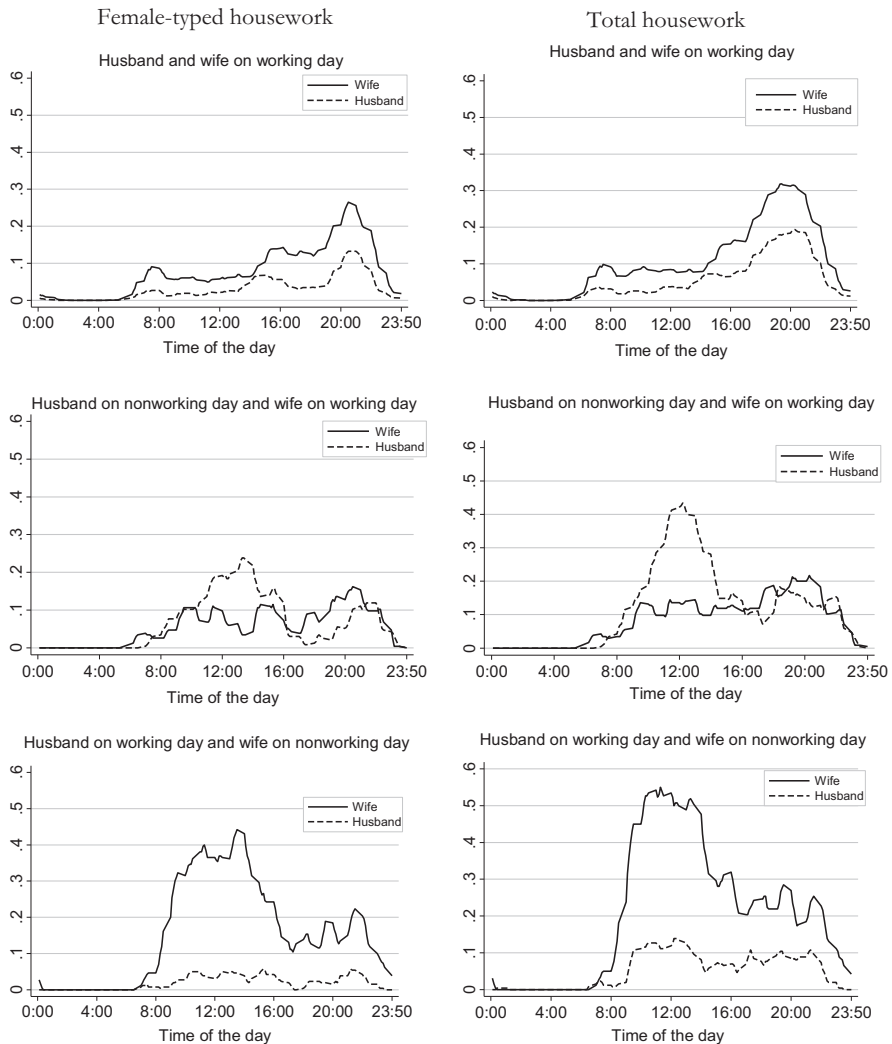 Female-typed housework
Total housework
Husband and wife on working day
Wife
Husband
.6
.5
.4
.3
.2
.1
0
0:00 4:00 8:00 12:00 16:00 20:00 23:50
Time of the day
Husband and wife on working day
Wife
Husband
.6
.5
.4
.3
.2
.1
0
0:00 4:00 8:00 12:00 16:00 20:00 23:50
Time of the day
Husband on nonworking day and wife on working day
Wife
Husband
.6
.5
.4
.3
.2
.1
0
0:00 4:00 8:00 12:00 16:00 20:00 23:50
Time of the day
Husband on nonworking day and wife on working day
Wife
Husband
.6
.5
.4
.3
.2
.1
0
0:00 4:00 8:00 12:00 16:00 20:00 23:50
Time of the day
Husband on working day and wife on nonworking day
Wife
Husband
.6
.5
.4
.3
.2
.1
0
0:00 4:00 8:00 12:00 16:00 20:00 23:50
Time of the day
Husband on working day and wife on nonworking day
Wife
Husband
.6
.5
.4
.3
.2
.1
0
0:00 4:00 8:00 12:00 16:00 20:00 23:50
Time of the day